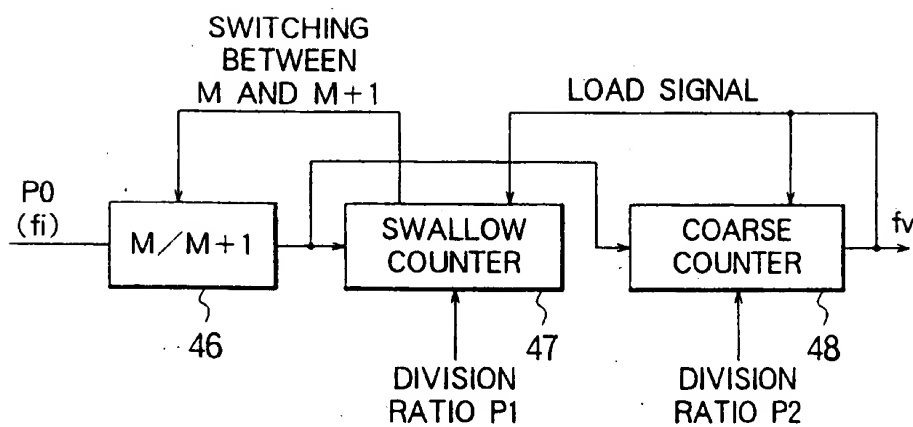 SWITCHING
BETWEEN
M AND M+1
LOAD SIGNAL
P0
(fi)
M/M+1
SWALLOW
COUNTER
COARSE
COUNTER
fv
46
47
48
DIVISION
RATIO P1
DIVISION
RATIO P2